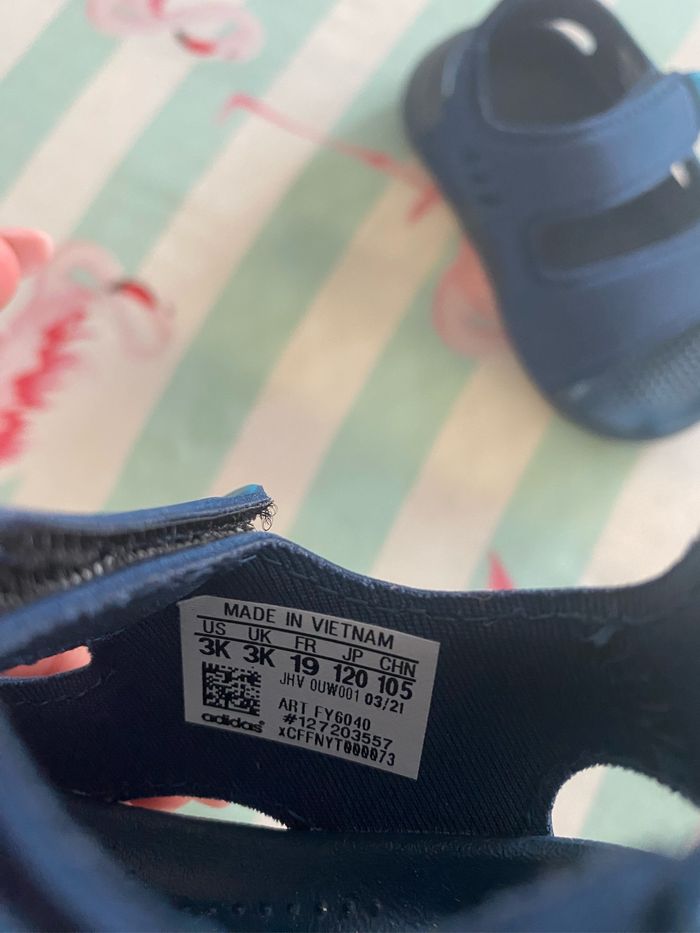 MADE IN VIETNAM
US UK FR JP CHN
3K 3K 19 120 105
JHV 0UW001 03/21
ART FY6040
#127203557
xCFFNYT000073
adidas